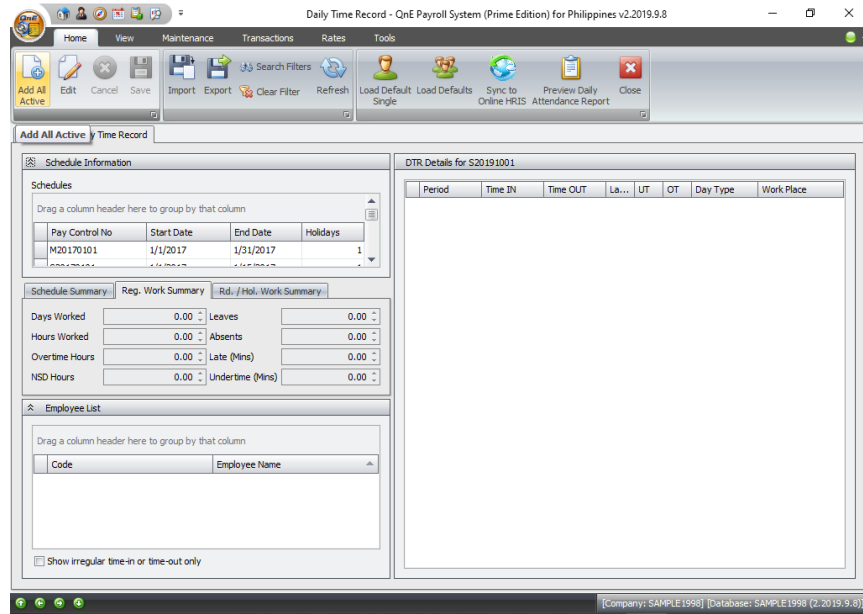 QnE
Daily Time Record - QnE Payroll System (Prime Edition) for Philippines v2.2019.9.8
Home View Maintenance Transactions Rates Tools
Add All Active Edit Cancel Save Import Export Search Filters Clear Filter Refresh Load Default Single Load Defaults Sync to Online HRIS Preview Daily Attendance Report Close
Add All Active y Time Record
Schedule Information
DTR Details for S20191001
Schedules
Period Time IN Time OUT La... UT OT Day Type Work Place
Drag a column header here to group by that column
Pay Control No Start Date End Date Holidays
M20170101 1/1/2017 1/31/2017 1
Schedule Summary Reg. Work Summary Rd. / Hol. Work Summary
Days Worked 0.00 Leaves 0.00
Hours Worked 0.00 Absents 0.00
Overtime Hours 0.00 Late (Mins) 0.00
NSD Hours 0.00 Undertime (Mins) 0.00
Employee List
Drag a column header here to group by that column
Code Employee Name
Show irregular time-in or time-out only
[Company: SAMPLE1998] [Database: SAMPLE1998 (2.2019.9.8)]